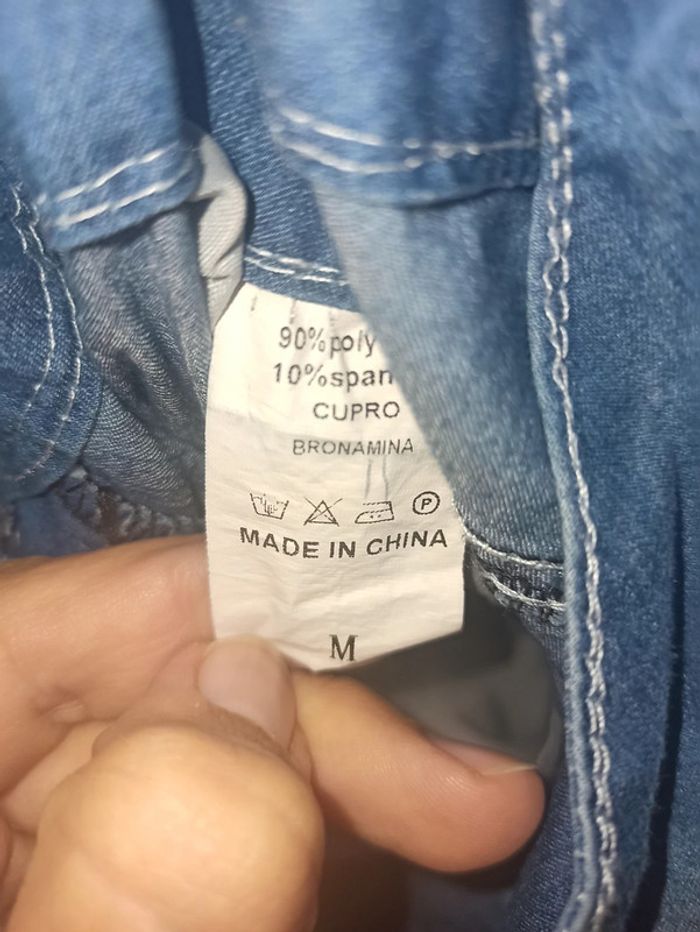 90%poly
10%span
CUPRO
BRONAMINA
P
MADE IN CHINA
M